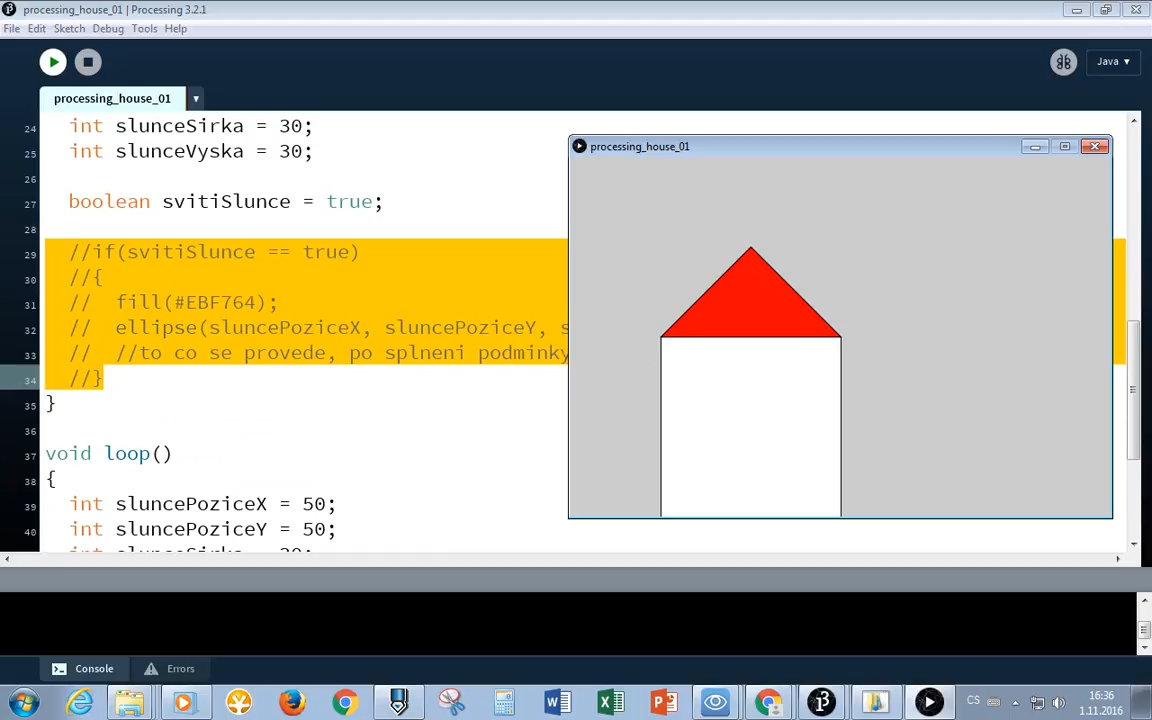 processing_house_01 | Processing 3.2.1
File Edit Sketch Debug Tools Help
Java ▾
processing_house_01 ▾
24 int slunceSirka = 30;
25 int slunceVyska = 30;
26
27 boolean svitiSlunce = true;
28
29 //if(svitiSlunce == true)
30 //{
31 //  fill(#EBF764);
32 //  ellipse(sluncePoziceX, sluncePoziceY, s
33 //  //to co se provede, po splneni podminky
34 //}
35 }
36
37 void loop()
38 {
39 int sluncePoziceX = 50;
40 int sluncePoziceY = 50;
processing_house_01
Console Errors
CS
16:36
1.11.2016